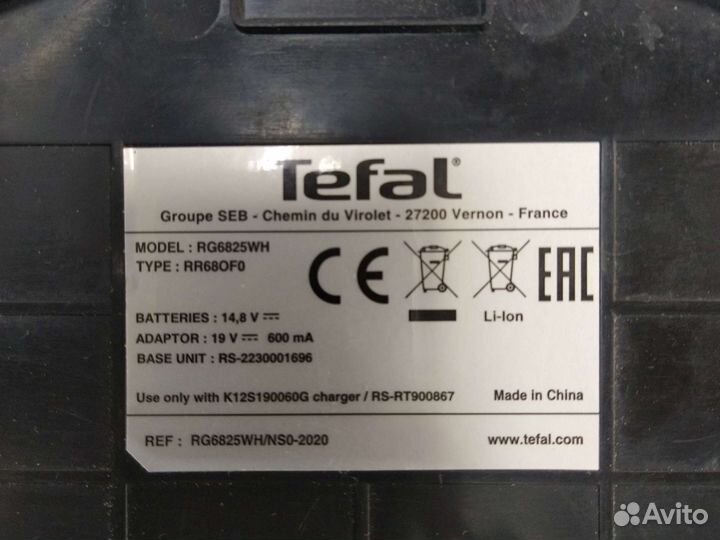 Tefal®
Groupe SEB - Chemin du Virolet - 27200 Vernon - France
MODEL : RG6825WH
TYPE : RR68OF0
CE
EAC
BATTERIES : 14,8 V
ADAPTOR : 19 V 600 mA
BASE UNIT : RS-2230001696
Li-Ion
Use only with K12S190060G charger / RS-RT900867 Made in China
REF : RG6825WH/NS0-2020 www.tefal.com
Avito